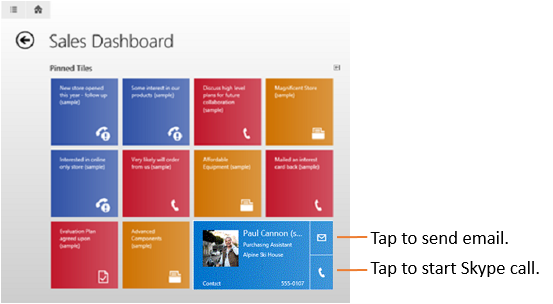 Sales Dashboard
Pinned Tiles
New store opened
this year - follow up
(sample)
Some interest in our
products (sample)
Discuss high level
plans for future
collaboration
(sample)
Magnificent Store
(sample)
Interested in online
only store (sample)
Very likely will order
from us (sample)
Affordable
Equipment (sample)
Mailed an interest
card back (sample)
Evaluation Plan
agreed upon
(sample)
Advanced
Components
(sample)
Paul Cannon (s...
Purchasing Assistant
Alpine Ski House
Contact 555-0107
Tap to send email.
Tap to start Skype call.